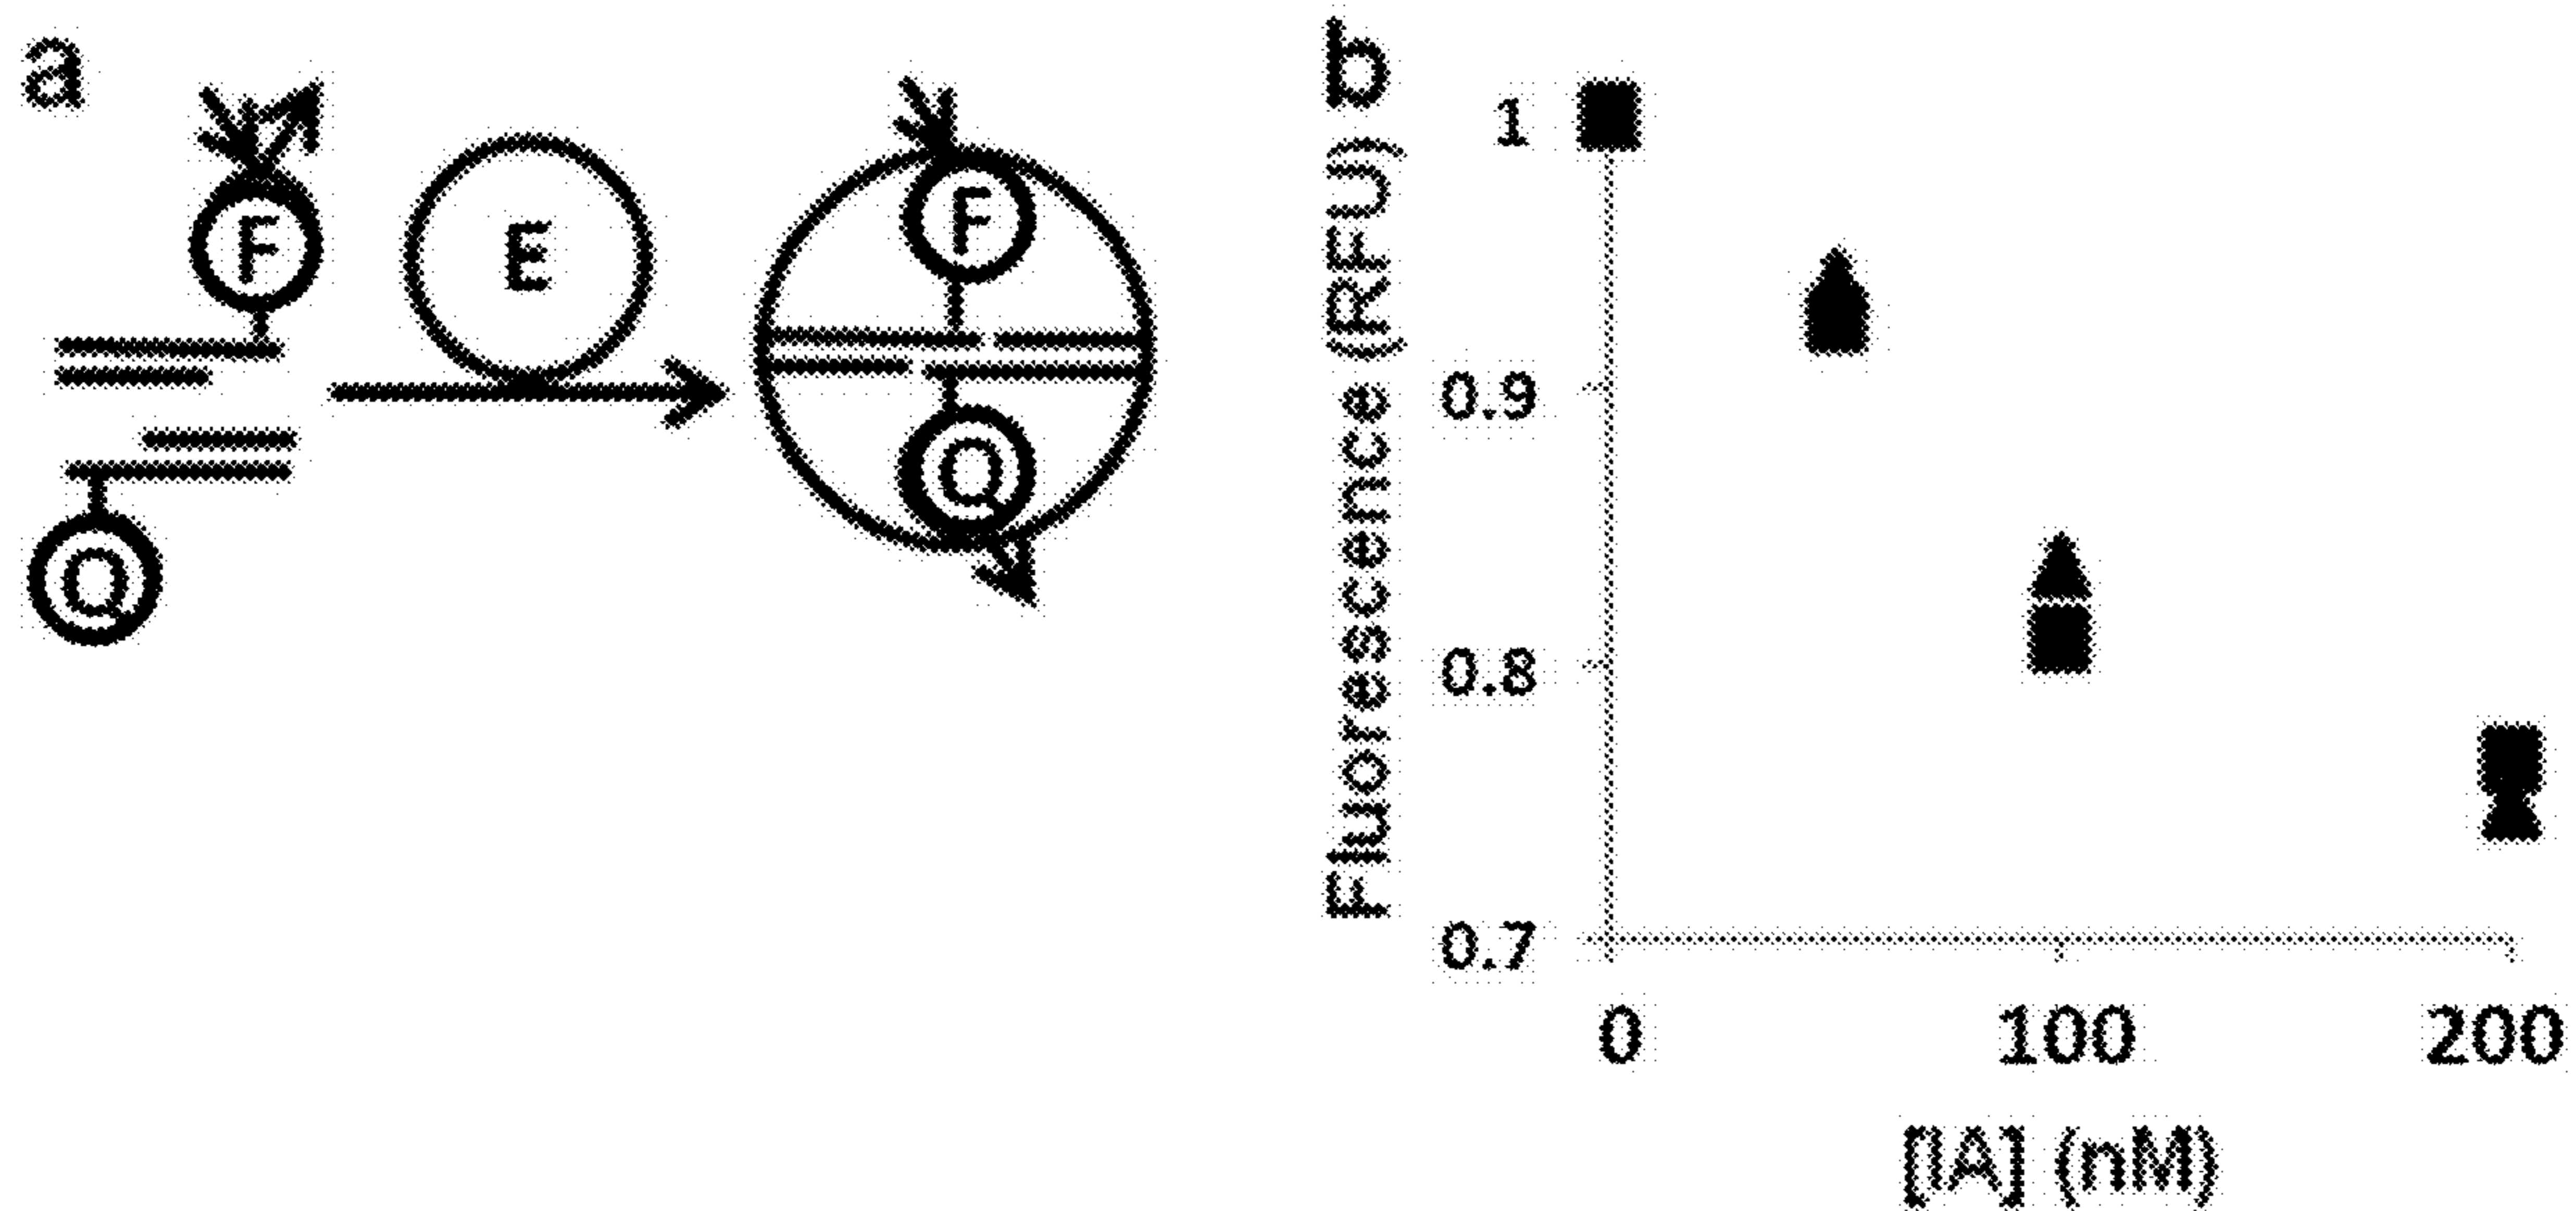 a
F
E
F
Q
Q
b
Fluorescence (RFU)
1
0.9
0.8
0.7
0
100
200
[IA] (nM)